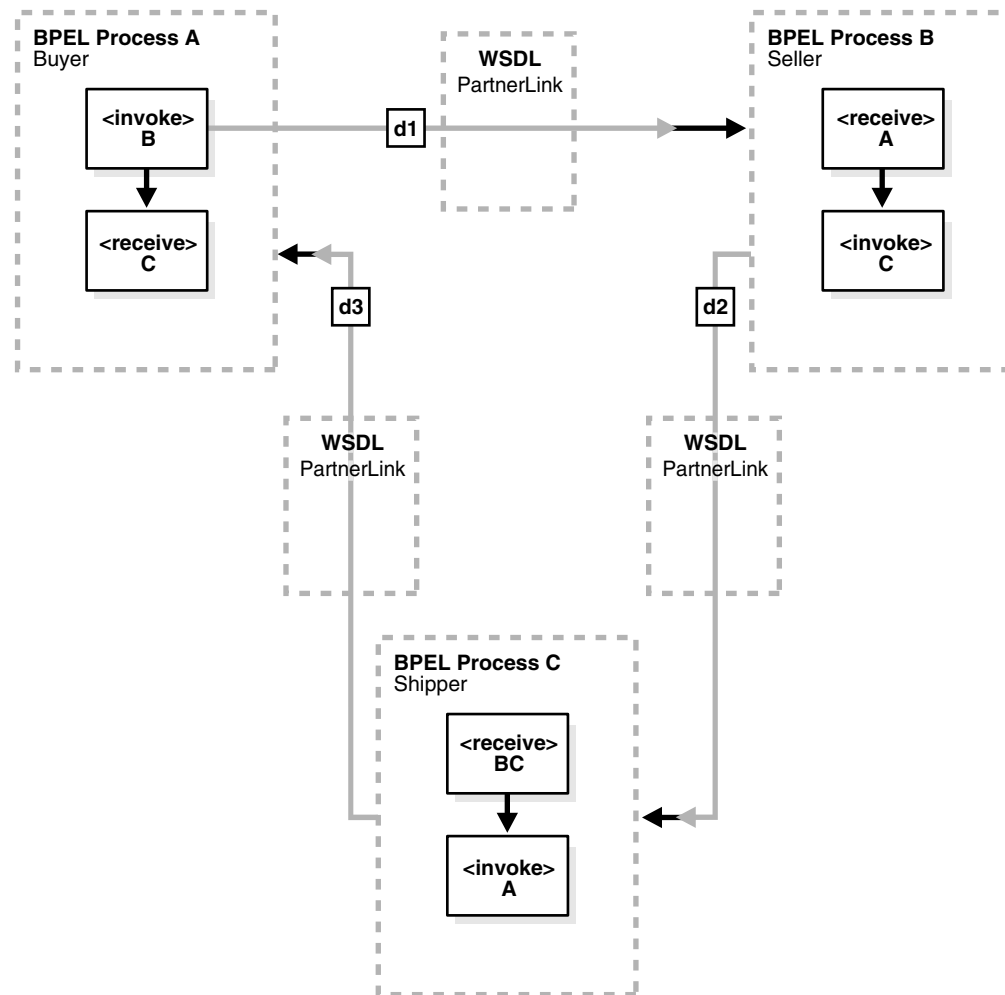 BPEL Process A
Buyer
<invoke>
B
<receive>
C
d1
WSDL
PartnerLink
BPEL Process B
Seller
<receive>
A
<invoke>
C
d3
d2
WSDL
PartnerLink
WSDL
PartnerLink
BPEL Process C
Shipper
<receive>
BC
<invoke>
A